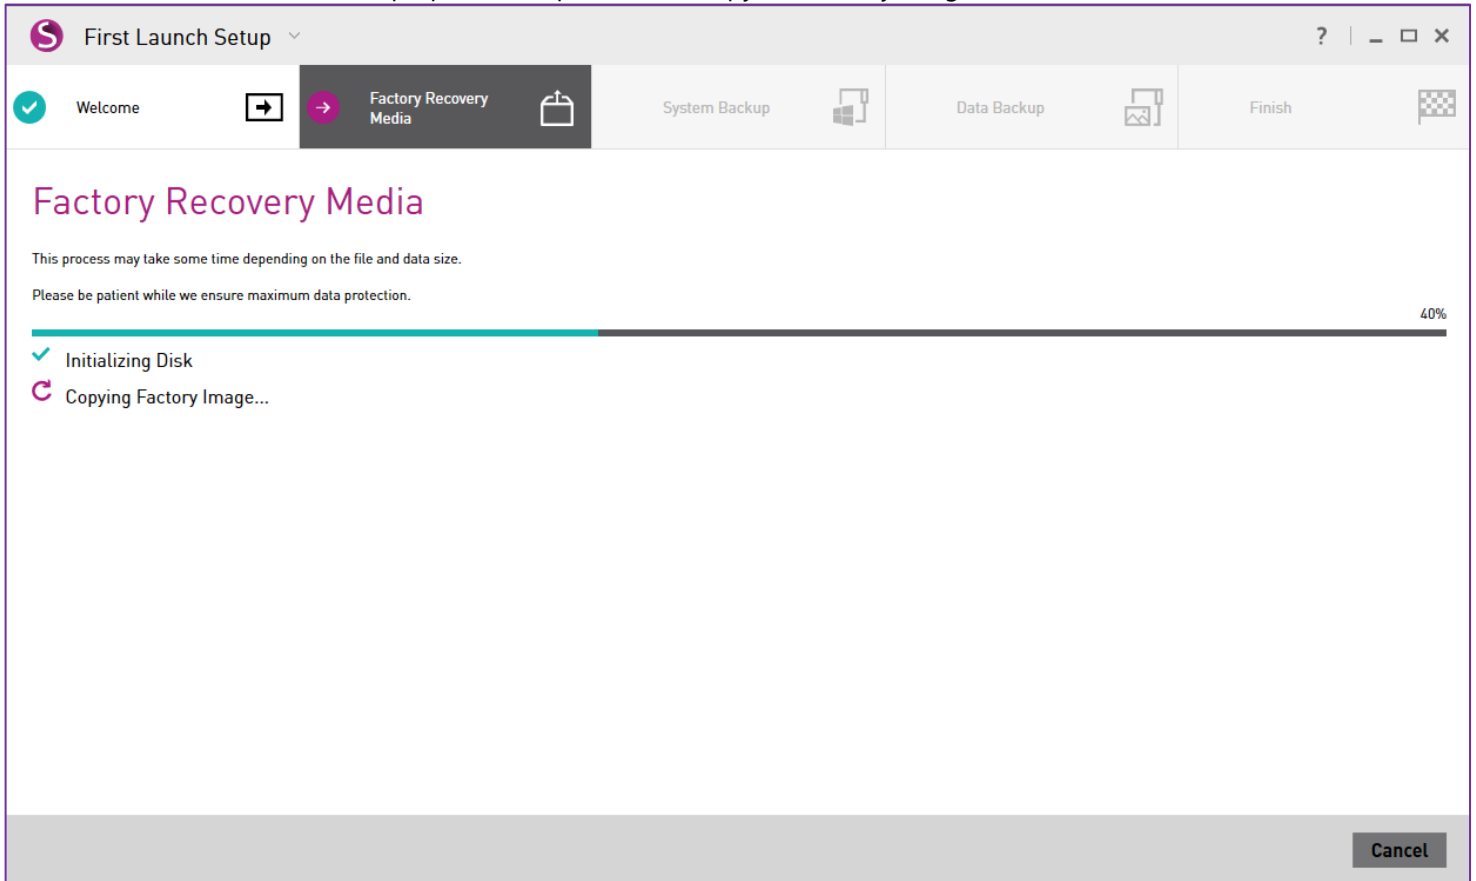 First Launch Setup
?
Welcome
Factory Recovery
Media
System Backup
Data Backup
Finish
Factory Recovery Media
This process may take some time depending on the file and data size.
Please be patient while we ensure maximum data protection.
40%
Initializing Disk
Copying Factory Image...
Cancel